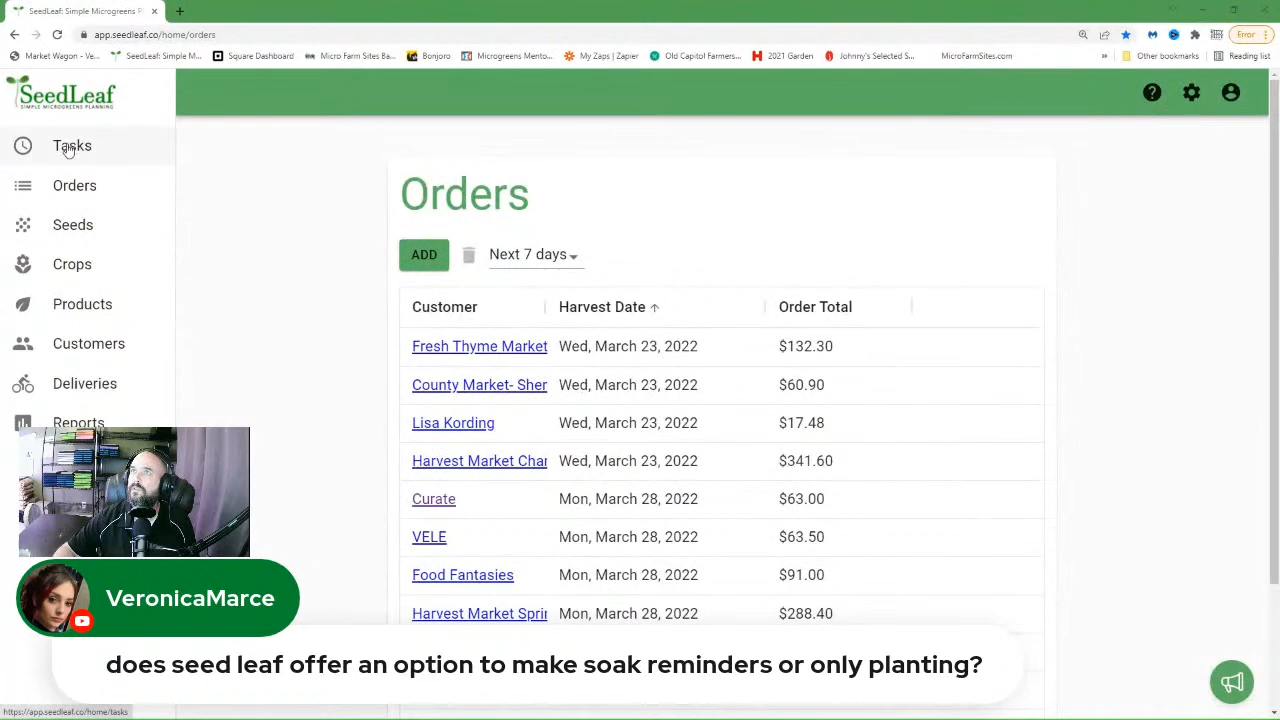 SeedLeaf: Simple Microgreens P
app.seedleaf.co/home/orders
Error
Market Wagon - Ve...
SeedLeaf: Simple M...
Square Dashboard
Micro Farm Sites Ba...
Bonjoro
Microgreens Mento...
My Zaps | Zapier
Old Capitol Farmers...
2021 Garden
Johnny's Selected S...
MicroFarmSites.com
»
Other bookmarks
Reading list
SeedLeaf
SIMPLE MICROGREENS PLANNING
Tasks
Orders
Seeds
Crops
Products
Customers
Deliveries
Reports
Orders
ADD
Next 7 days
Customer Harvest Date ↑ Order Total
Fresh Thyme Market Wed, March 23, 2022 $132.30
County Market- Sher Wed, March 23, 2022 $60.90
Lisa Kording Wed, March 23, 2022 $17.48
Harvest Market Char Wed, March 23, 2022 $341.60
Curate Mon, March 28, 2022 $63.00
VELE Mon, March 28, 2022 $63.50
Food Fantasies Mon, March 28, 2022 $91.00
Harvest Market Sprin Mon, March 28, 2022 $288.40
VeronicaMarce
does seed leaf offer an option to make soak reminders or only planting?
https://app.seedleaf.co/home/tasks